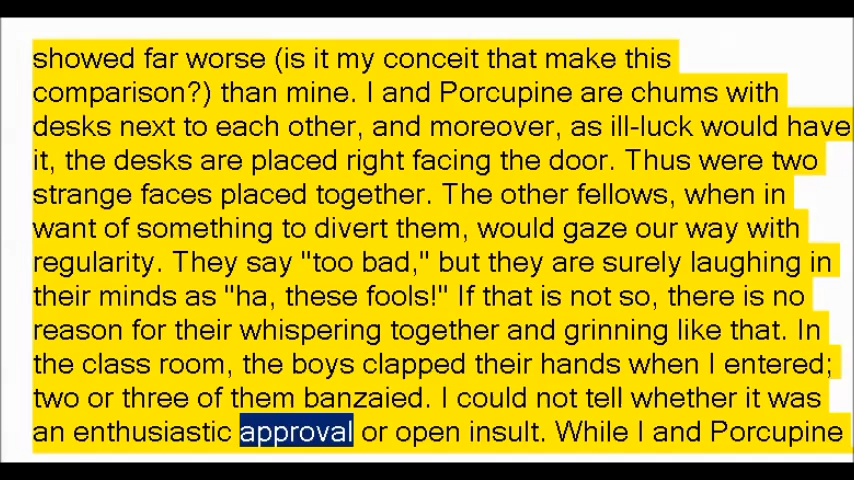 showed far worse (is it my conceit that make this
comparison?) than mine. I and Porcupine are chums with
desks next to each other, and moreover, as ill-luck would have
it, the desks are placed right facing the door. Thus were two
strange faces placed together. The other fellows, when in
want of something to divert them, would gaze our way with
regularity. They say "too bad," but they are surely laughing in
their minds as "ha, these fools!" If that is not so, there is no
reason for their whispering together and grinning like that. In
the class room, the boys clapped their hands when I entered;
two or three of them banzaied. I could not tell whether it was
an enthusiastic approval or open insult. While I and Porcupine